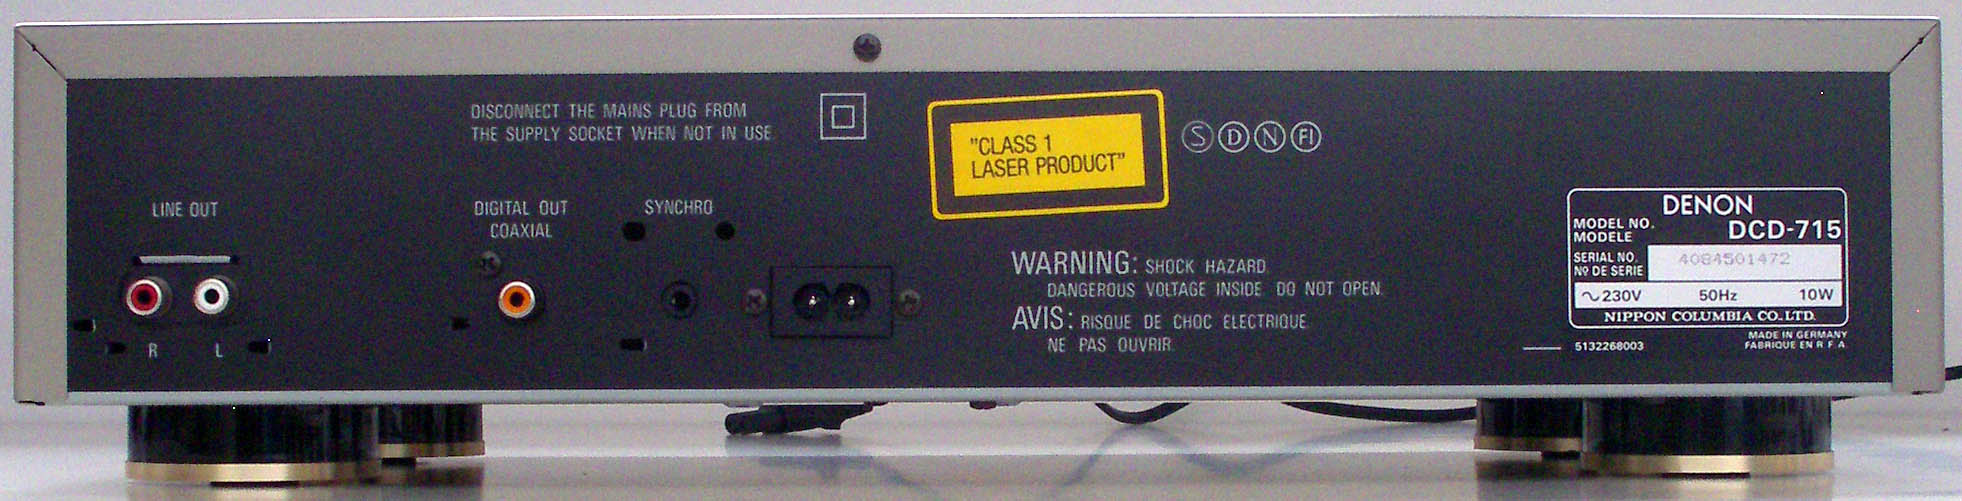 DISCONNECT THE MAINS PLUG FROM
THE SUPPLY SOCKET WHEN NOT IN USE
"CLASS 1
LASER PRODUCT"
S D N FI
LINE OUT
DIGITAL OUT
COAXIAL
SYNCHRO
R L
WARNING: SHOCK HAZARD.
DANGEROUS VOLTAGE INSIDE. DO NOT OPEN.
AVIS: RISQUE DE CHOC ELECTRIQUE
NE PAS OUVRIR.
DENON
MODEL NO.
MODELE
DCD-715
SERIAL NO.
Nº DE SERIE
4084501472
~230V 50Hz 10W
NIPPON COLUMBIA CO., LTD.
5132268003
MADE IN GERMANY
FABRIQUE EN R F A